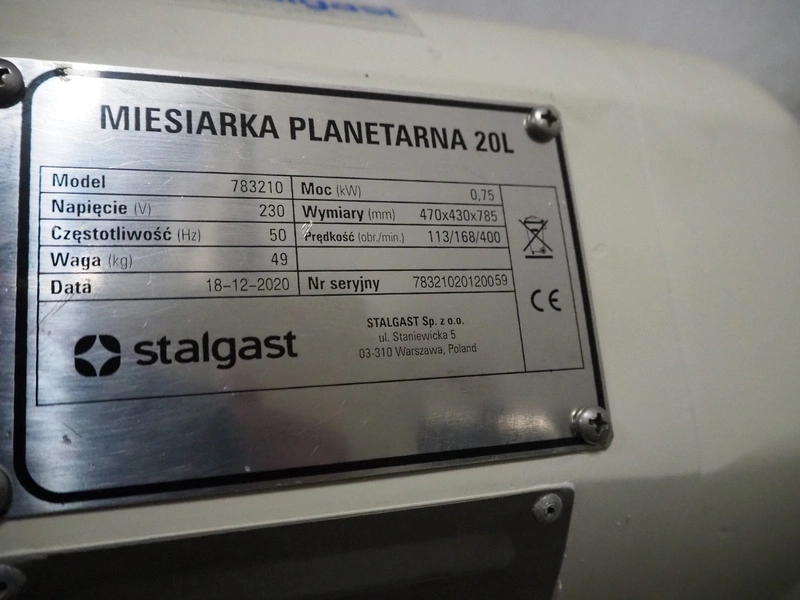 stalgast
MIESIARKA PLANETARNA 20L
Model 783210 Moc (kW) 0,75
Napięcie (V) 230 Wymiary (mm) 470x430x785
Częstotliwość (Hz) 50 Prędkość (obr./min.) 113/168/400
Waga (kg) 49
Data 18-12-2020 Nr seryjny 78321020120059
CE
stalgast
STALGAST Sp. z o.o.
ul. Staniewicka 5
03-310 Warszawa, Poland